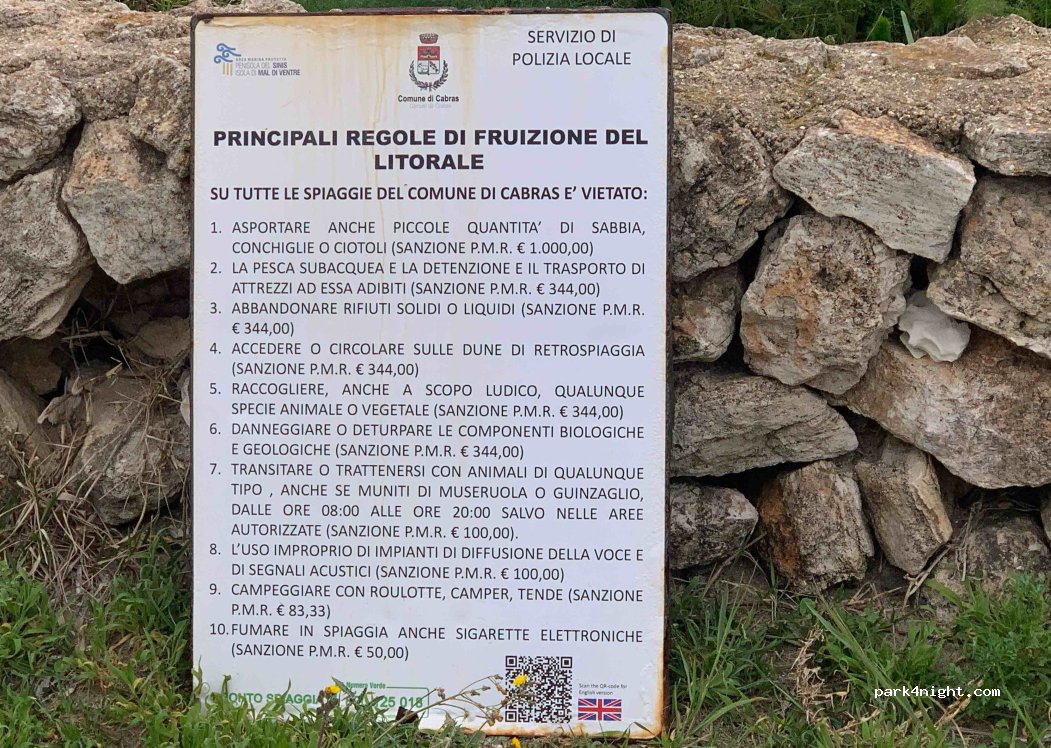 AREA MARINA PROTETTA
PENISOLA DEL SINIS
ISOLA DI MAL DI VENTRE
Comune di Cabras
SERVIZIO DI
POLIZIA LOCALE
PRINCIPALI REGOLE DI FRUIZIONE DEL
LITORALE
SU TUTTE LE SPIAGGIE DEL COMUNE DI CABRAS E' VIETATO:
1. ASPORTARE ANCHE PICCOLE QUANTITA' DI SABBIA,
CONCHIGLIE O CIOTOLI (SANZIONE P.M.R. € 1.000,00)
2. LA PESCA SUBACQUEA E LA DETENZIONE E IL TRASPORTO DI
ATTREZZI AD ESSA ADIBITI (SANZIONE P.M.R. € 344,00)
3. ABBANDONARE RIFIUTI SOLIDI O LIQUIDI (SANZIONE P.M.R.
€ 344,00)
4. ACCEDERE O CIRCOLARE SULLE DUNE DI RETROSPIAGGIA
(SANZIONE P.M.R. € 344,00)
5. RACCOGLIERE, ANCHE A SCOPO LUDICO, QUALUNQUE
SPECIE ANIMALE O VEGETALE (SANZIONE P.M.R. € 344,00)
6. DANNEGGIARE O DETURPARE LE COMPONENTI BIOLOGICHE
E GEOLOGICHE (SANZIONE P.M.R. € 344,00)
7. TRANSITARE O TRATTENERSI CON ANIMALI DI QUALUNQUE
TIPO , ANCHE SE MUNITI DI MUSERUOLA O GUINZAGLIO,
DALLE ORE 08:00 ALLE ORE 20:00 SALVO NELLE AREE
AUTORIZZATE (SANZIONE P.M.R. € 100,00).
8. L'USO IMPROPRIO DI IMPIANTI DI DIFFUSIONE DELLA VOCE E
DI SEGNALI ACUSTICI (SANZIONE P.M.R. € 100,00)
9. CAMPEGGIARE CON ROULOTTE, CAMPER, TENDE (SANZIONE
P.M.R. € 83,33)
10. FUMARE IN SPIAGGIA ANCHE SIGARETTE ELETTRONICHE
(SANZIONE P.M.R. € 50,00)
Numero Verde
25 018
Scan the QR-code for
English version
park4night.com